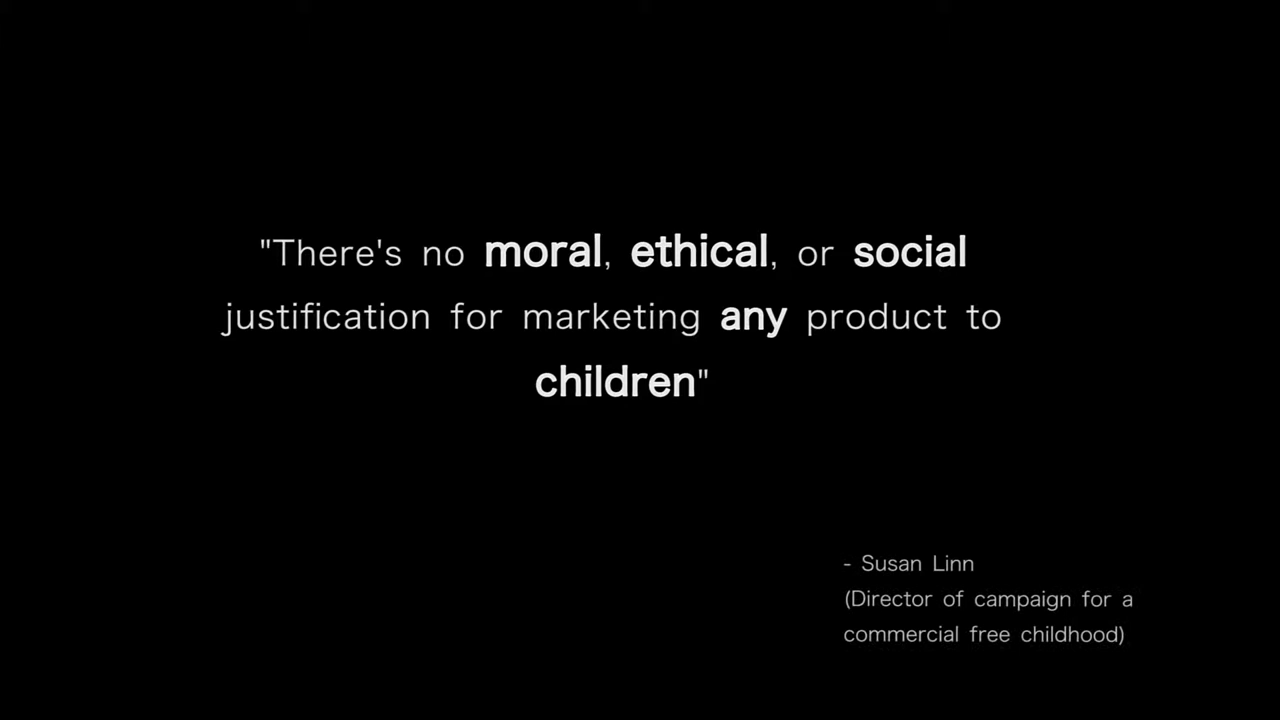 "There's no moral, ethical, or social
justification for marketing any product to
children"
- Susan Linn
(Director of campaign for a
commercial free childhood)